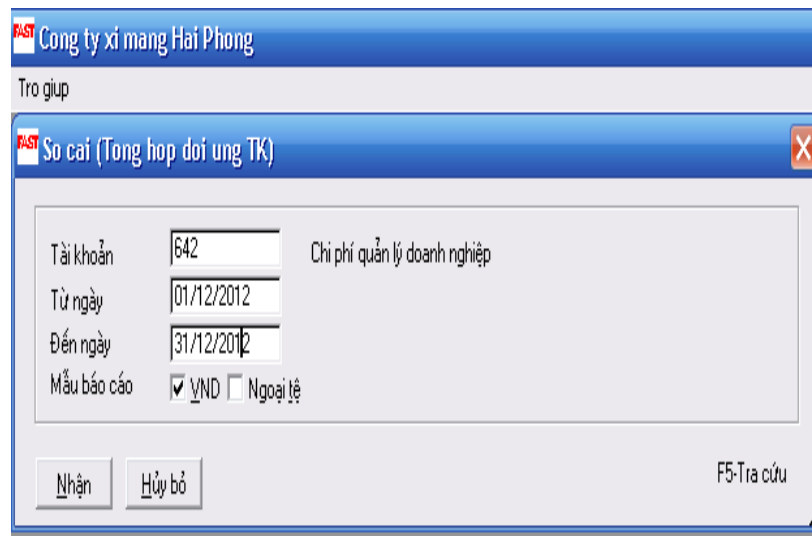 FAST Cong ty xi mang Hai Phong
Tro giup
FAST So cai (Tong hop doi ung TK)
Tài khoản 642 Chi phí quản lý doanh nghiệp
Từ ngày 01/12/2012
Đến ngày 31/12/2012
Mẫu báo cáo VND Ngoại tệ
Nhận Hủy bỏ F5-Tra cứu